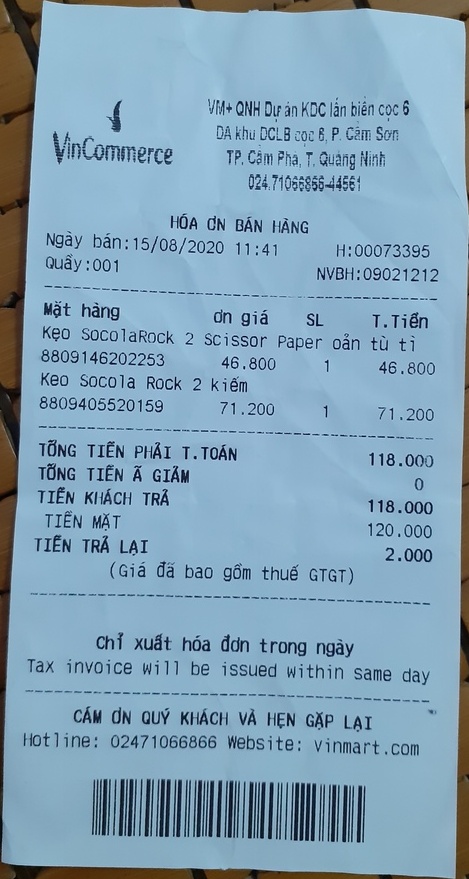 VinCommerce
VM+ QNH Dự án KDC lấn biển cọc 6
DA khu DCLB cọc 6, P. Cẩm Sơn
TP. Cẩm Phả, T. Quảng Ninh
024.71066866-44561
HÓA ƠN BÁN HÀNG
Ngày bán:15/08/2020 11:41 H:00073395
Quầy:001 NVBH:09021212
Mặt hàng ơn giá SL T.Tiền
Kẹo SocolaRock 2 Scissor Paper oản tù tì
8809146202253 46.800 1 46.800
Keo Socola Rock 2 kiếm
8809405520159 71.200 1 71.200
TỔNG TIỀN PHẢI T.TOÁN 118.000
TỔNG TIỀN Ã GIẢM 0
TIỀN KHÁCH TRẢ 118.000
TIỀN MẶT 120.000
TIỀN TRẢ LẠI 2.000
(Giá đã bao gồm thuế GTGT)
Chỉ xuất hóa đơn trong ngày
Tax invoice will be issued within same day
CÁM ƠN QUÝ KHÁCH VÀ HẸN GẶP LẠI
Hotline: 02471066866 Website: vinmart.com